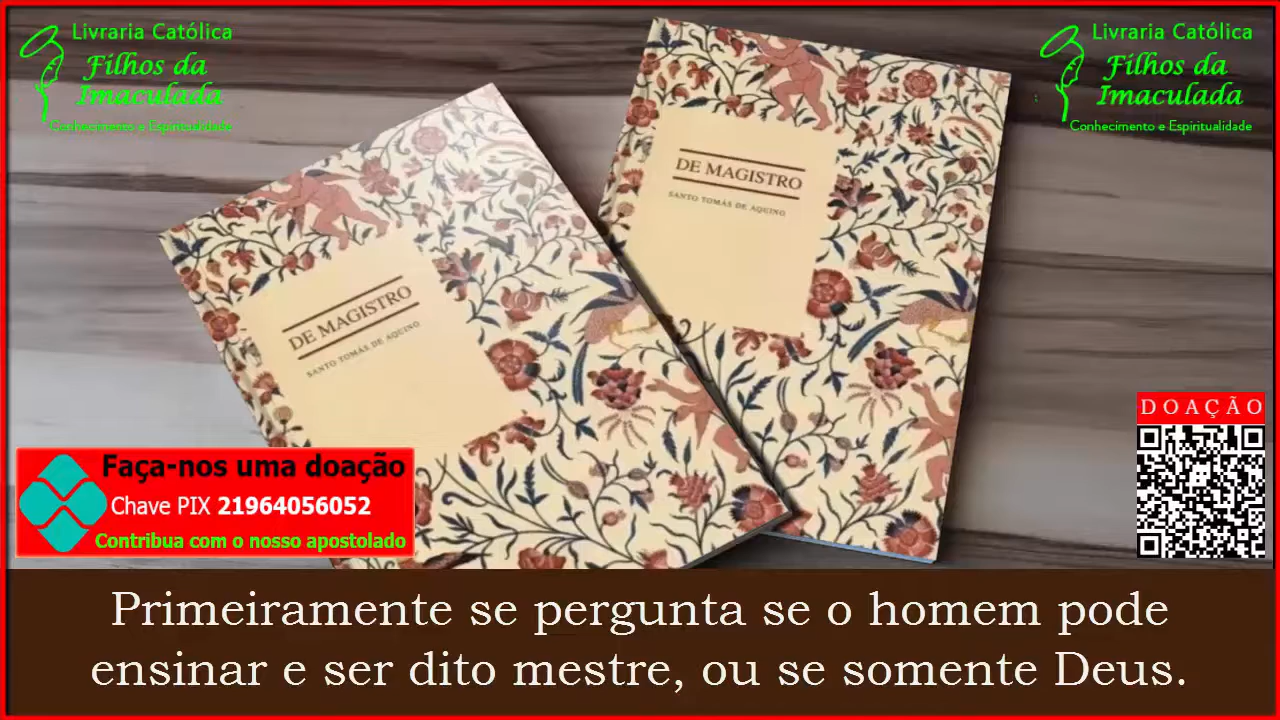 Livraria Católica
Filhos da
Imaculada
Conhecimento e Espiritualidade
Livraria Católica
Filhos da
Imaculada
Conhecimento e Espiritualidade
DE MAGISTRO
SANTO TOMÁS DE AQUINO
DE MAGISTRO
SANTO TOMÁS DE AQUINO
DOAÇÃO
Faça-nos uma doação
Chave PIX 21964056052
Contribua com o nosso apostolado
Primeiramente se pergunta se o homem pode
ensinar e ser dito mestre, ou se somente Deus.